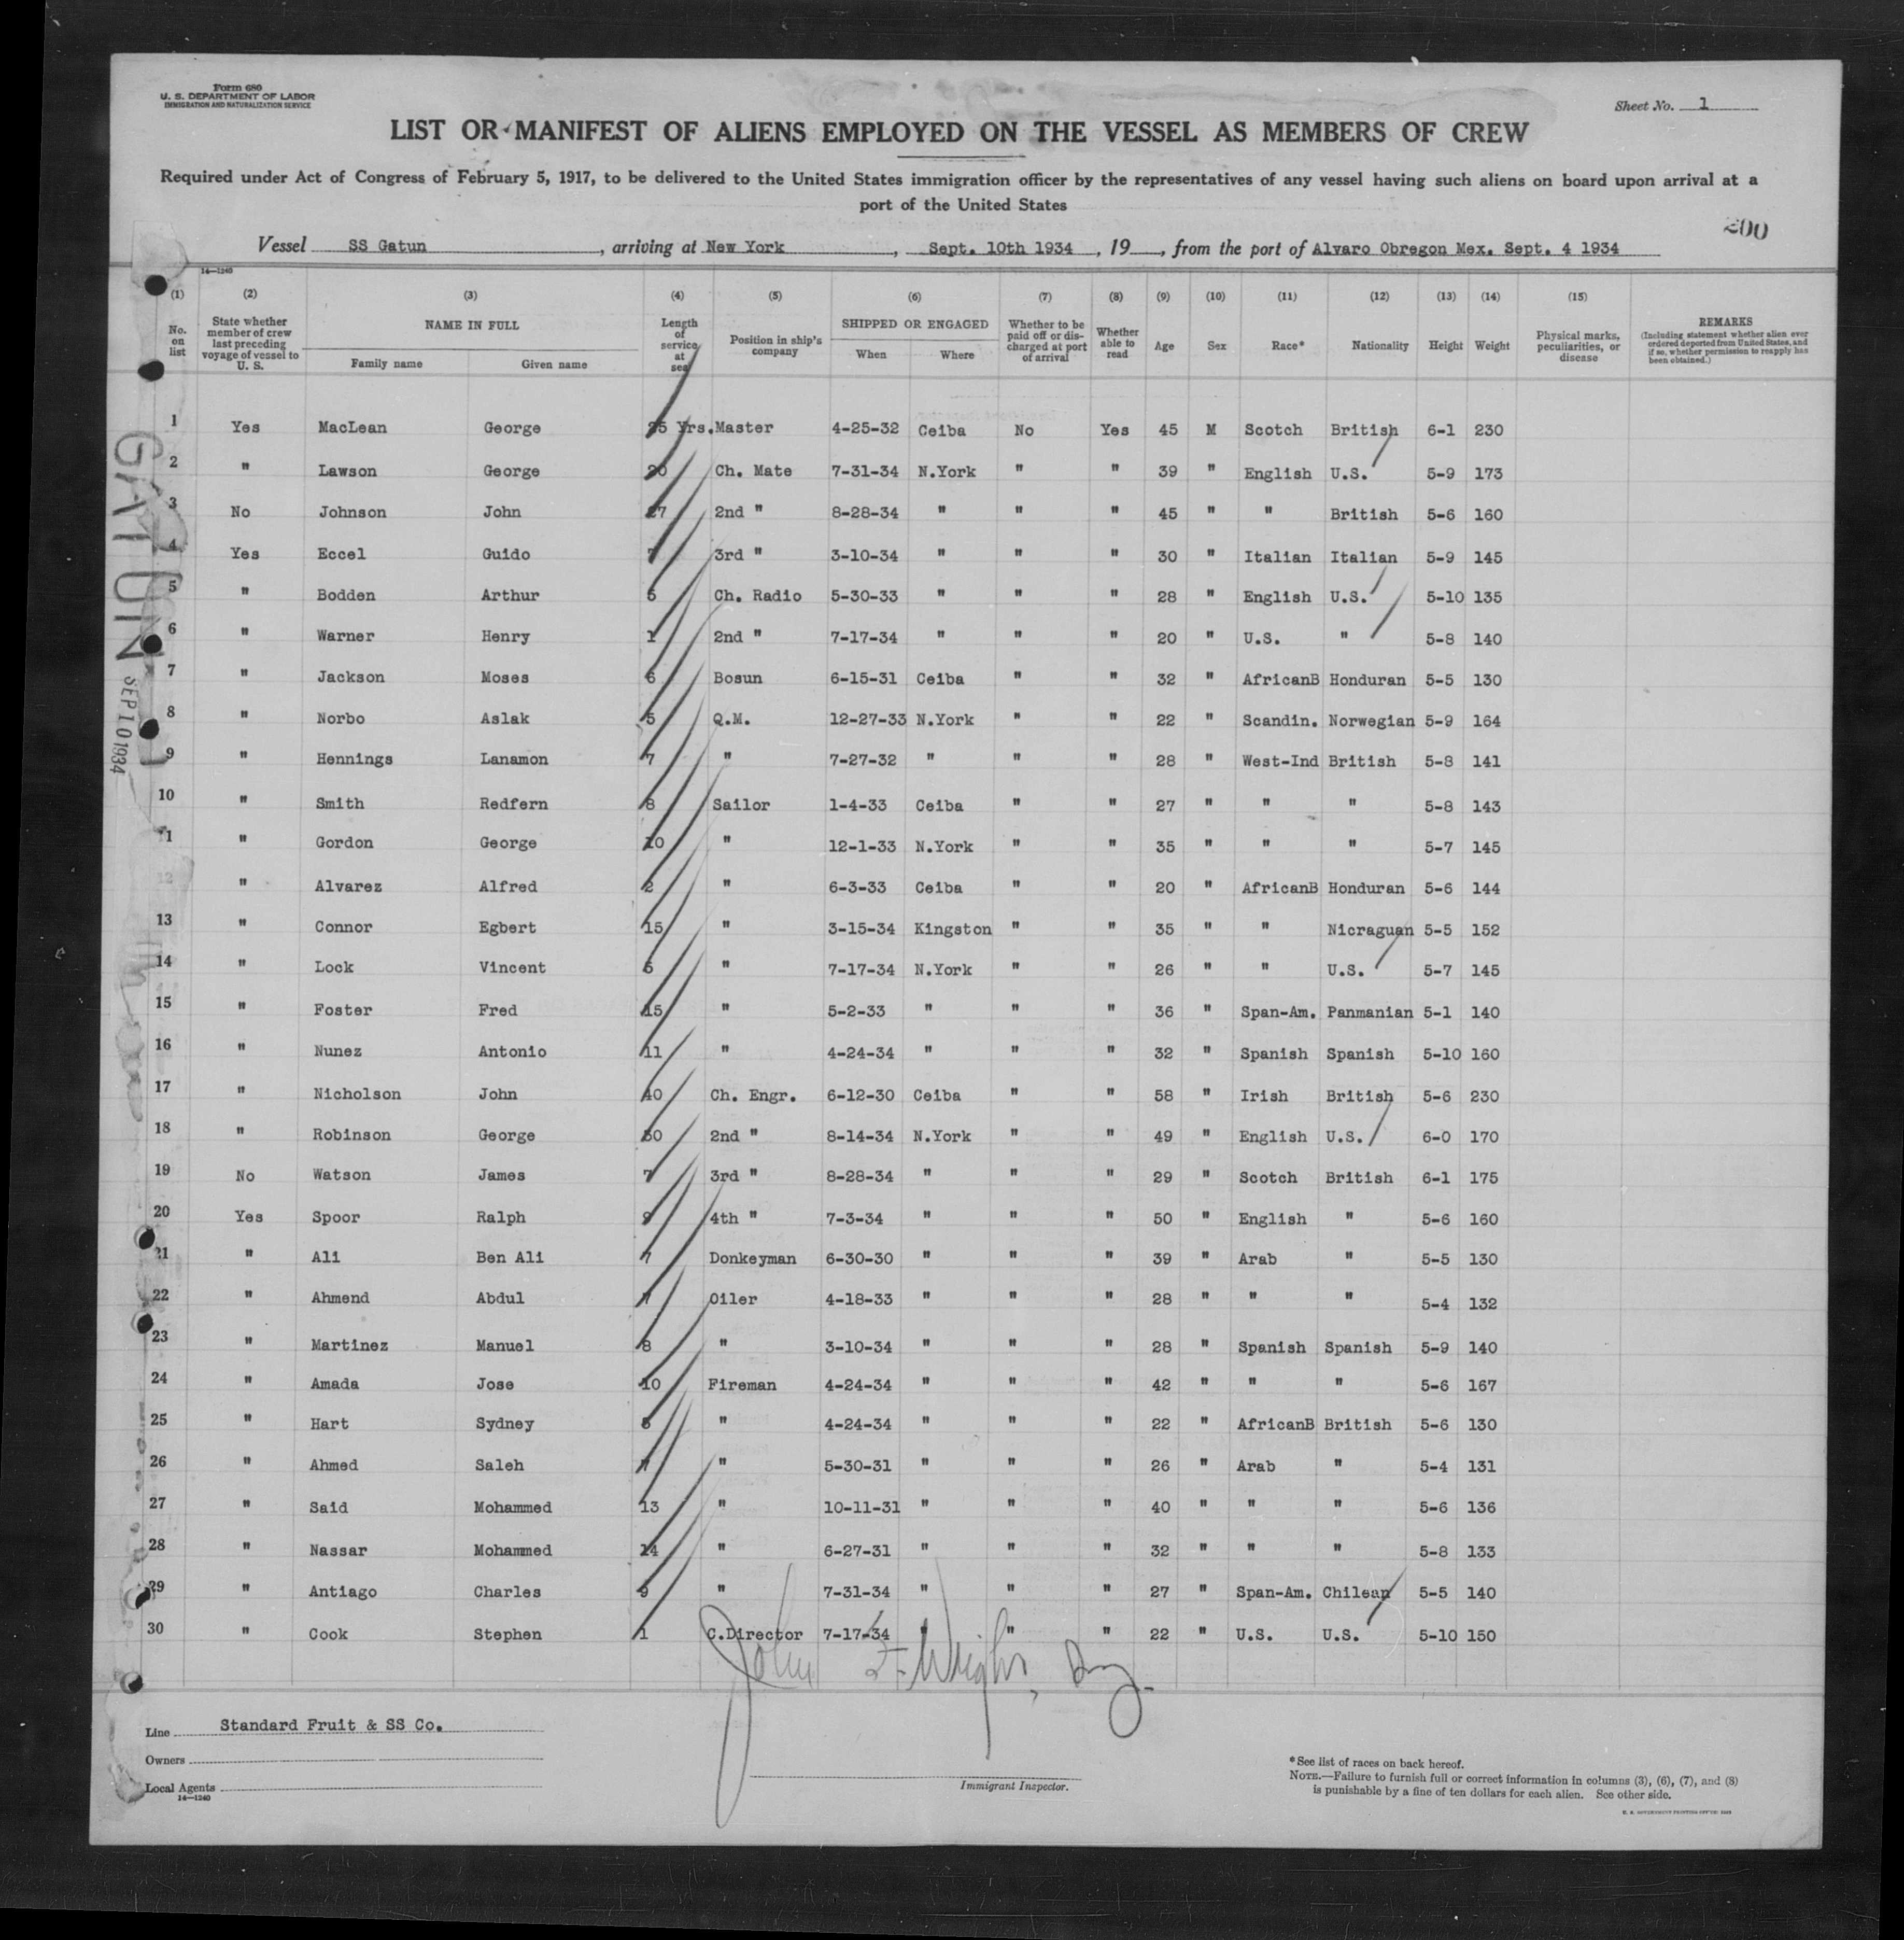 Form 680
U. S. DEPARTMENT OF LABOR
IMMIGRATION AND NATURALIZATION SERVICE
Sheet No. 1
LIST OR MANIFEST OF ALIENS EMPLOYED ON THE VESSEL AS MEMBERS OF CREW
Required under Act of Congress of February 5, 1917, to be delivered to the United States immigration officer by the representatives of any vessel having such aliens on board upon arrival at a
port of the United States
200
Vessel SS Gatun, arriving at New York, Sept. 10th 1934, 19, from the port of Alvaro Obregon Mex. Sept. 4 1934
14—1240
(1) (2) (3) (4) (5) (6) (7) (8) (9) (10) (11) (12) (13) (14) (15)
No. on list State whether member of crew last preceding voyage of vessel to U. S. NAME IN FULL Family name Given name Length of service at sea Position in ship's company SHIPPED OR ENGAGED When Where Whether to be paid off or discharged at port of arrival Whether able to read Age Sex Race* Nationality Height Weight Physical marks, peculiarities, or disease REMARKS (Including statement whether alien ever ordered deported from United States, and if so, whether permission to reapply has been obtained.)
1 Yes MacLean George 25 Yrs. Master 4-25-32 Ceiba No Yes 45 M Scotch British 6-1 230
2 " Lawson George 20 Ch. Mate 7-31-34 N.York " " 39 " English U.S. 5-9 173
3 No Johnson John 27 2nd " 8-28-34 " " " 45 " " British 5-6 160
4 Yes Eccel Guido 7 3rd " 3-10-34 " " " 30 " Italian Italian 5-9 145
5 " Bodden Arthur Ch. Radio 5-30-33 " " " 28 " English U.S. 5-10 135
6 " Warner Henry 1 2nd " 7-17-34 " " " 20 " U.S. " 5-8 140
7 " Jackson Moses 6 Bosun 6-15-31 Ceiba " " 32 " AfricanB Honduran 5-5 130
8 " Norbo Aslak 5 Q.M. 12-27-33 N.York " " 22 " Scandin. Norwegian 5-9 164
9 " Hennings Lanamon 7 " 7-27-32 " " " 28 " West-Ind British 5-8 141
10 " Smith Redfern 8 Sailor 1-4-33 Ceiba " " 27 " " " 5-8 143
11 " Gordon George 10 " 12-1-33 N.York " " 35 " " " 5-7 145
12 " Alvarez Alfred 2 " 6-3-33 Ceiba " " 20 " AfricanB Honduran 5-6 144
13 " Connor Egbert 15 " 3-15-34 Kingston " " 35 " " Nicraguan 5-5 152
14 " Lock Vincent " 7-17-34 N.York " " 26 " " U.S. 5-7 145
15 " Foster Fred 15 " 5-2-33 " " " 36 " Span-Am. Panmanian 5-1 140
16 " Nunez Antonio 11 " 4-24-34 " " " 32 " Spanish Spanish 5-10 160
17 " Nicholson John 40 Ch. Engr. 6-12-30 Ceiba " " 58 " Irish British 5-6 230
18 " Robinson George 2nd " 8-14-34 N.York " " 49 " English U.S. 6-0 170
19 No Watson James 7 3rd " 8-28-34 " " " 29 " Scotch British 6-1 175
20 Yes Spoor Ralph 9 4th " 7-3-34 " " " 50 " English " 5-6 160
21 " Ali Ben Ali 7 Donkeyman 6-30-30 " " " 39 " Arab " 5-5 130
22 " Ahmend Abdul 7 Oiler 4-18-33 " " " 28 " " " 5-4 132
23 " Martinez Manuel 8 " 3-10-34 " " " 28 " Spanish Spanish 5-9 140
24 " Amada Jose 10 Fireman 4-24-34 " " " 42 " " " 5-6 167
25 " Hart Sydney " 4-24-34 " " " 22 " AfricanB British 5-6 130
26 " Ahmed Saleh 7 " 5-30-31 " " " 26 " Arab " 5-4 131
27 " Said Mohammed 13 " 10-11-31 " " " 40 " " " 5-6 136
28 " Nassar Mohammed 14 " 6-27-31 " " " 32 " " " 5-8 133
29 " Antiago Charles 9 " 7-31-34 " " " 27 " Span-Am. Chilean 5-5 140
30 " Cook Stephen 1 C.Director 7-17-34 " " " 22 " U.S. U.S. 5-10 150
GATUN SEP 10 1934
John F. Wright,
Line Standard Fruit & SS Co.
Owners
Local Agents
14—1240
Immigrant Inspector.
*See list of races on back hereof.
NOTE.—Failure to furnish full or correct information in columns (3), (6), (7), and (8)
is punishable by a fine of ten dollars for each alien. See other side.